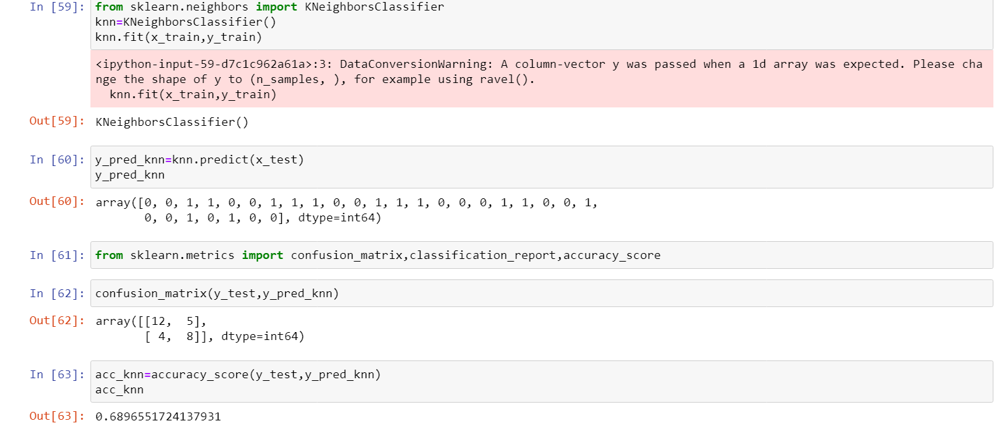 In [59]: from sklearn.neighbors import KNeighborsClassifier
knn=KNeighborsClassifier()
knn.fit(x_train,y_train)
<ipython-input-59-d7c1c962a61a>:3: DataConversionWarning: A column-vector y was passed when a 1d array was expected. Please cha
nge the shape of y to (n_samples, ), for example using ravel().
  knn.fit(x_train,y_train)
Out[59]: KNeighborsClassifier()
In [60]: y_pred_knn=knn.predict(x_test)
y_pred_knn
Out[60]: array([0, 0, 1, 1, 0, 0, 1, 1, 1, 0, 0, 1, 1, 1, 0, 0, 0, 1, 1, 0, 0, 1,
       0, 0, 1, 0, 1, 0, 0], dtype=int64)
In [61]: from sklearn.metrics import confusion_matrix,classification_report,accuracy_score
In [62]: confusion_matrix(y_test,y_pred_knn)
Out[62]: array([[12,  5],
       [ 4,  8]], dtype=int64)
In [63]: acc_knn=accuracy_score(y_test,y_pred_knn)
acc_knn
Out[63]: 0.6896551724137931